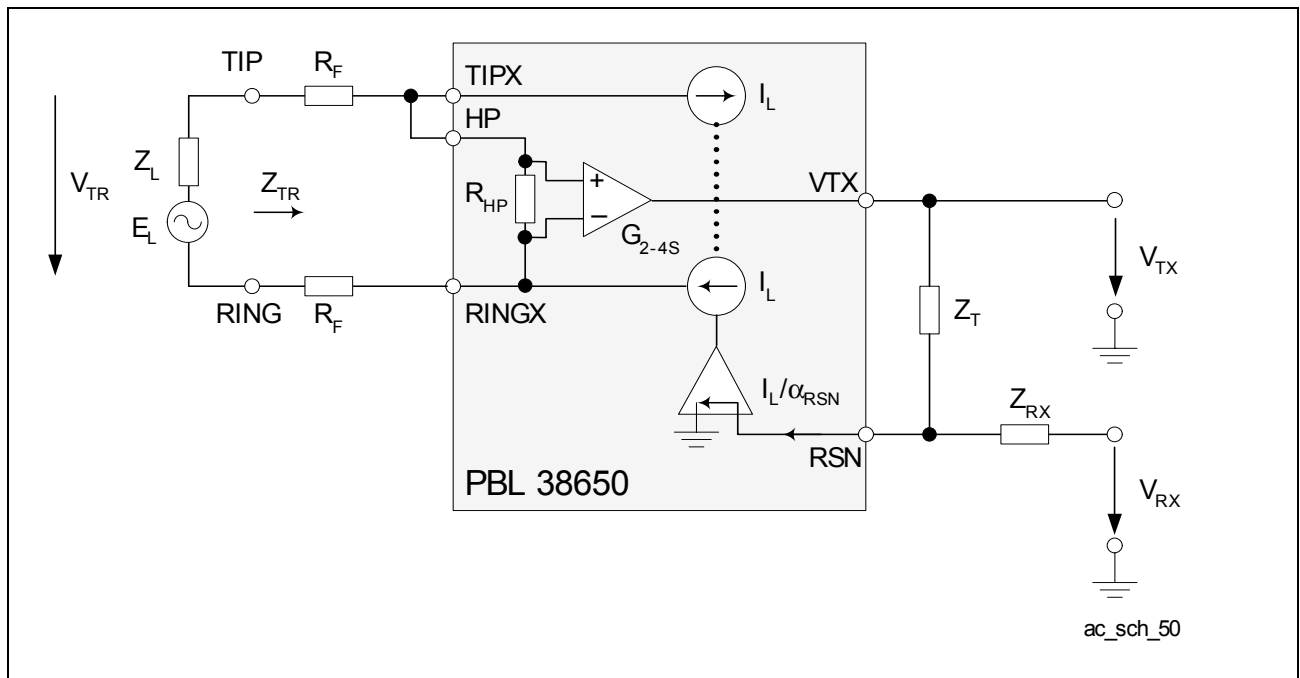 TIP
R_F
TIPX
I_L
HP
Z_L
V_TR
Z_TR
R_HP
+
−
VTX
E_L
G_2-4S
V_TX
I_L
RING
R_F
RINGX
Z_T
I_L/α_RSN
Z_RX
RSN
PBL 38650
V_RX
ac_sch_50